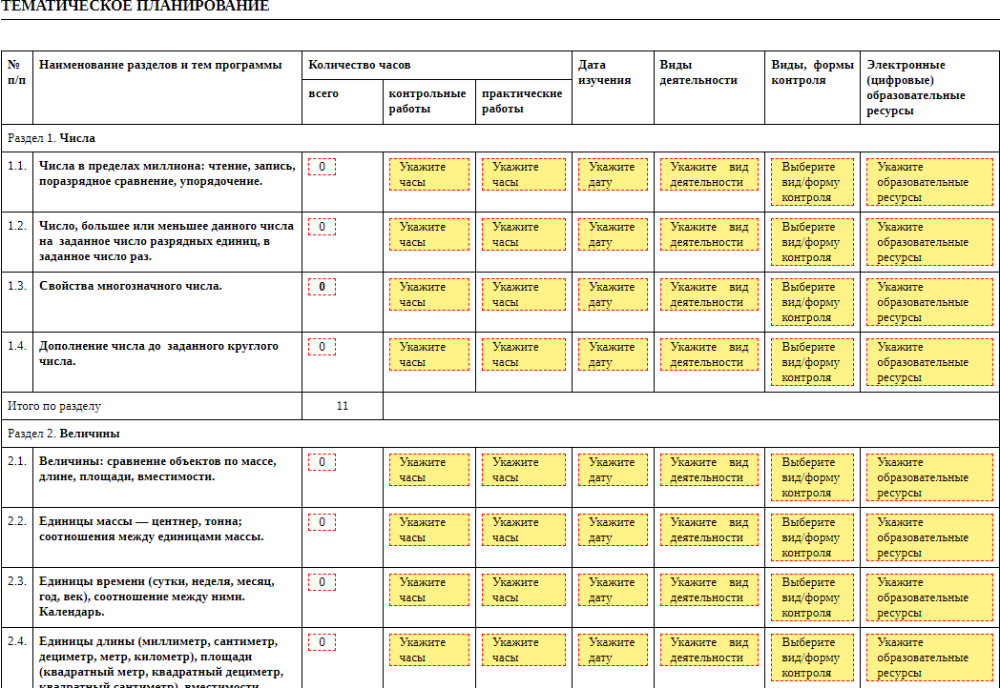 ТЕМАТИЧЕСКОЕ ПЛАНИРОВАНИЕ
№ п/п
Наименование разделов и тем программы
Количество часов
Дата изучения
Виды деятельности
Виды, формы контроля
Электронные (цифровые) образовательные ресурсы
всего
контрольные работы
практические работы
Раздел 1. Числа
1.1.
Числа в пределах миллиона: чтение, запись,
поразрядное сравнение, упорядочение.
0
Укажите часы
Укажите часы
Укажите дату
Укажите вид деятельности
Выберите вид/форму контроля
Укажите образовательные ресурсы
1.2.
Число, большее или меньшее данного числа
на заданное число разрядных единиц, в
заданное число раз.
0
Укажите часы
Укажите часы
Укажите дату
Укажите вид деятельности
Выберите вид/форму контроля
Укажите образовательные ресурсы
1.3.
Свойства многозначного числа.
0
Укажите часы
Укажите часы
Укажите дату
Укажите вид деятельности
Выберите вид/форму контроля
Укажите образовательные ресурсы
1.4.
Дополнение числа до заданного круглого
числа.
0
Укажите часы
Укажите часы
Укажите дату
Укажите вид деятельности
Выберите вид/форму контроля
Укажите образовательные ресурсы
Итого по разделу
11
Раздел 2. Величины
2.1.
Величины: сравнение объектов по массе,
длине, площади, вместимости.
0
Укажите часы
Укажите часы
Укажите дату
Укажите вид деятельности
Выберите вид/форму контроля
Укажите образовательные ресурсы
2.2.
Единицы массы — центнер, тонна;
соотношения между единицами массы.
0
Укажите часы
Укажите часы
Укажите дату
Укажите вид деятельности
Выберите вид/форму контроля
Укажите образовательные ресурсы
2.3.
Единицы времени (сутки, неделя, месяц,
год, век), соотношение между ними.
Календарь.
0
Укажите часы
Укажите часы
Укажите дату
Укажите вид деятельности
Выберите вид/форму контроля
Укажите образовательные ресурсы
2.4.
Единицы длины (миллиметр, сантиметр,
дециметр, метр, километр), площади
(квадратный метр, квадратный дециметр,
квадратный сантиметр), вместимости
0
Укажите часы
Укажите часы
Укажите дату
Укажите вид деятельности
Выберите вид/форму контроля
Укажите образовательные ресурсы